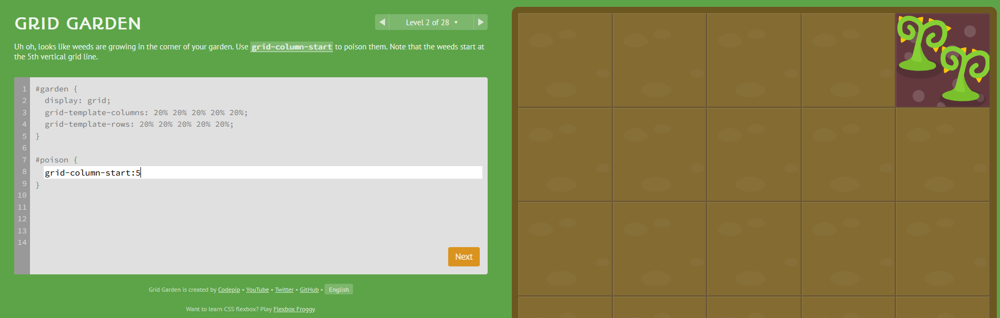 GRID GARDEN
Level 2 of 28 ▼
Uh oh, looks like weeds are growing in the corner of your garden. Use grid-column-start to poison them. Note that the weeds start at
the 5th vertical grid line.
1 #garden {
2 display: grid;
3 grid-template-columns: 20% 20% 20% 20% 20%;
4 grid-template-rows: 20% 20% 20% 20% 20%;
5 }
6
7 #poison {
8 grid-column-start:5
9 }
10
11
12
13
14
Next
Grid Garden is created by Codepip • YouTube • Twitter • GitHub • English
Want to learn CSS flexbox? Play Flexbox Froggy.